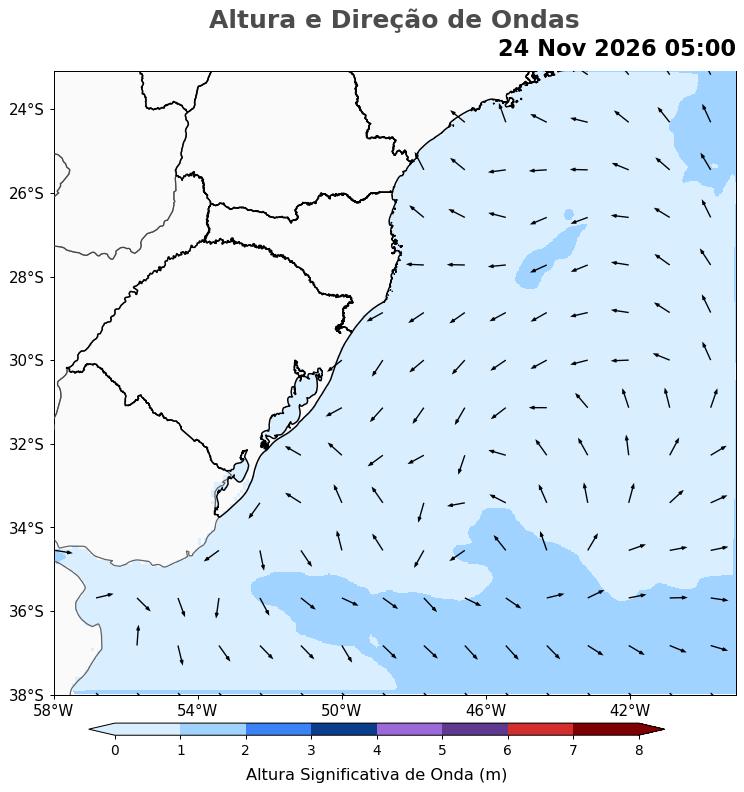 Altura e Direção de Ondas
24 Nov 2026 05:00
24°S
26°S
28°S
30°S
32°S
34°S
36°S
38°S
58°W 54°W 50°W 46°W 42°W
0 1 2 3 4 5 6 7 8
Altura Significativa de Onda (m)